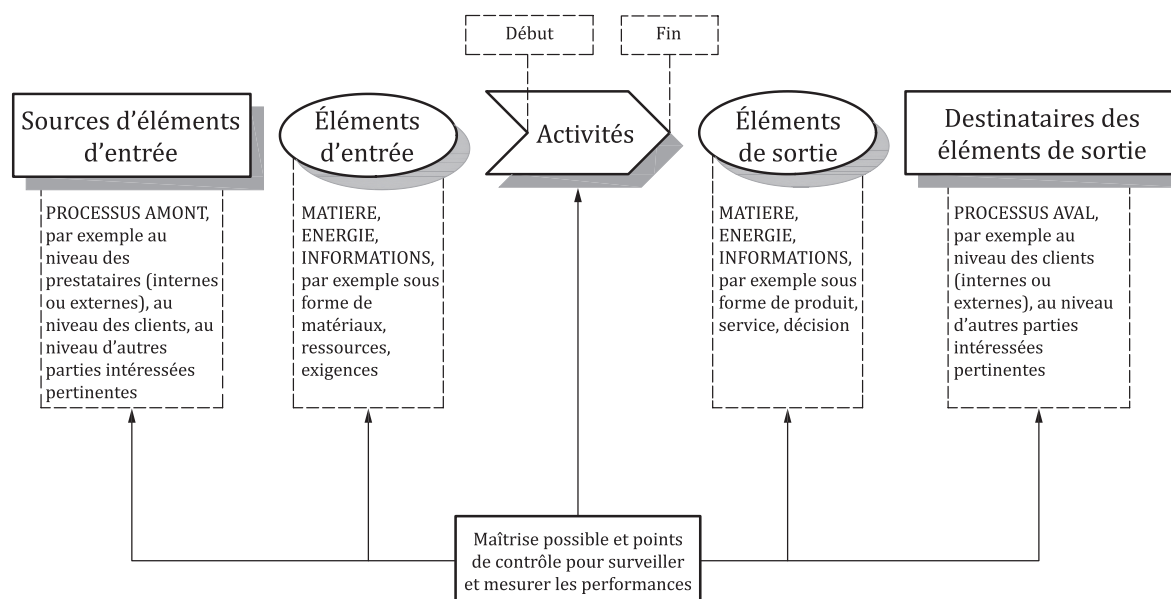 Début
Fin
Sources d'éléments
d'entrée
Éléments
d'entrée
Activités
Éléments
de sortie
Destinataires des
éléments de sortie
PROCESSUS AMONT,
par exemple au
niveau des
prestataires (internes
ou externes), au
niveau des clients, au
niveau d'autres
parties intéressées
pertinentes
MATIERE,
ENERGIE,
INFORMATIONS,
par exemple sous
forme de
matériaux,
ressources,
exigences
MATIERE,
ENERGIE,
INFORMATIONS,
par exemple sous
forme de produit,
service, décision
PROCESSUS AVAL,
par exemple au
niveau des clients
(internes ou
externes), au niveau
d'autres parties
intéressées
pertinentes
Maîtrise possible et points
de contrôle pour surveiller
et mesurer les performances